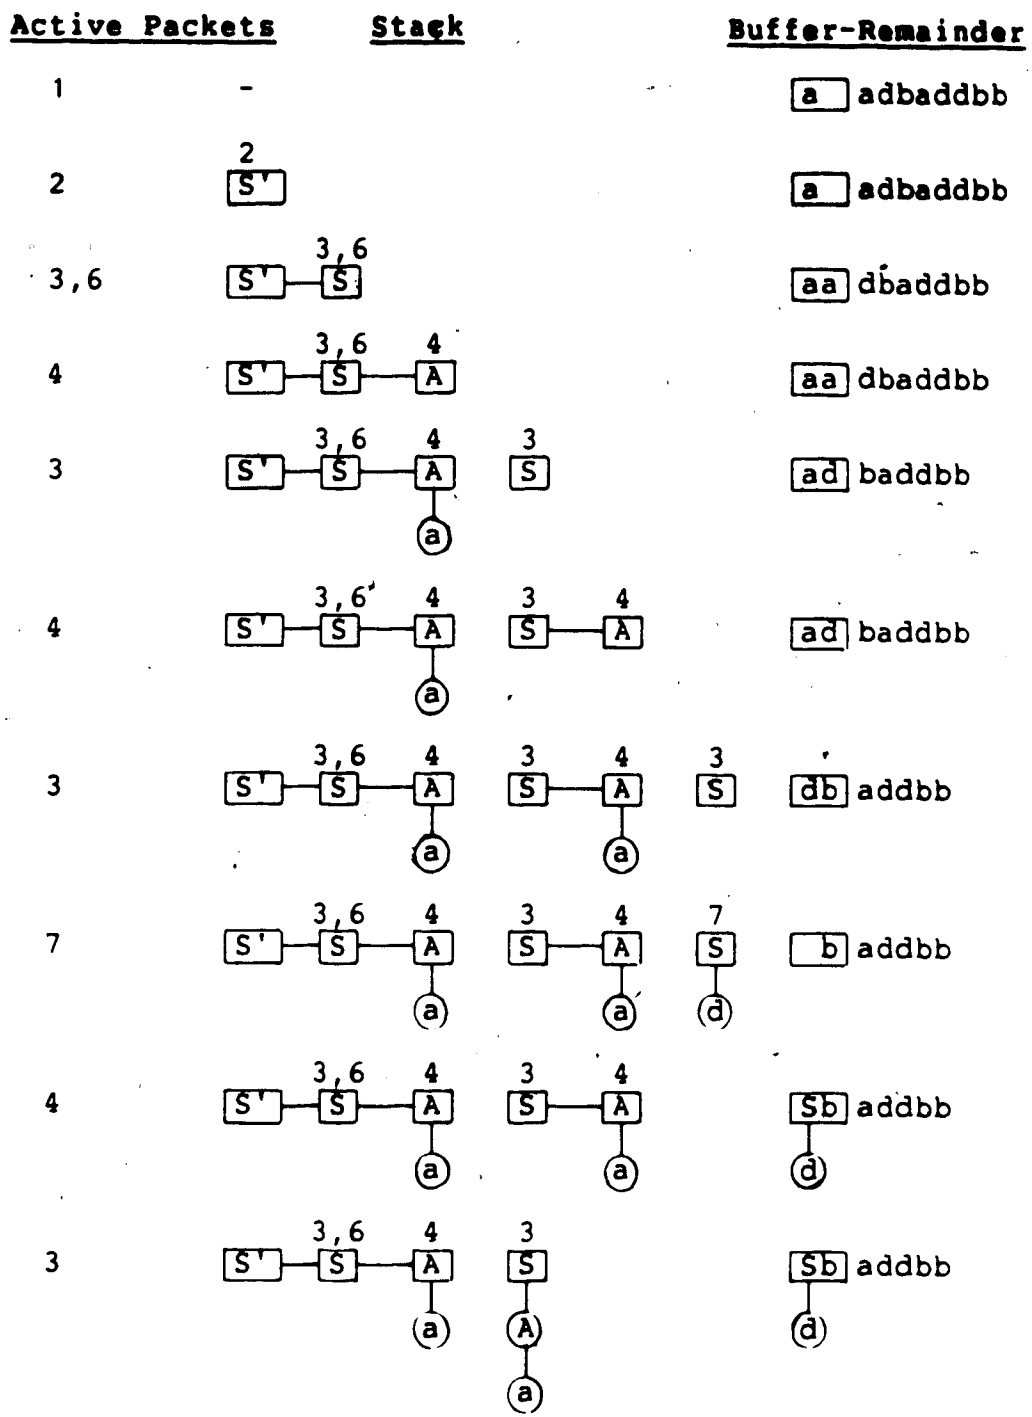 Active Packets Stack Buffer-Remainder
1 - a adbaddbb
2
2 S' a adbaddbb
3,6
3,6 S' S aa dbaddbb
3,6 4
4 S' S A aa dbaddbb
3,6 4 3
3 S' S A S ad baddbb
a
3,6 4 3 4
4 S' S A S A ad baddbb
a
3,6 4 3 4 3
3 S' S A S A S db addbb
a a
3,6 4 3 4 7
7 S' S A S A S b addbb
a a d
3,6 4 3 4
4 S' S A S A Sb addbb
a a d
3,6 4 3
3 S' S A S Sb addbb
a A d
a